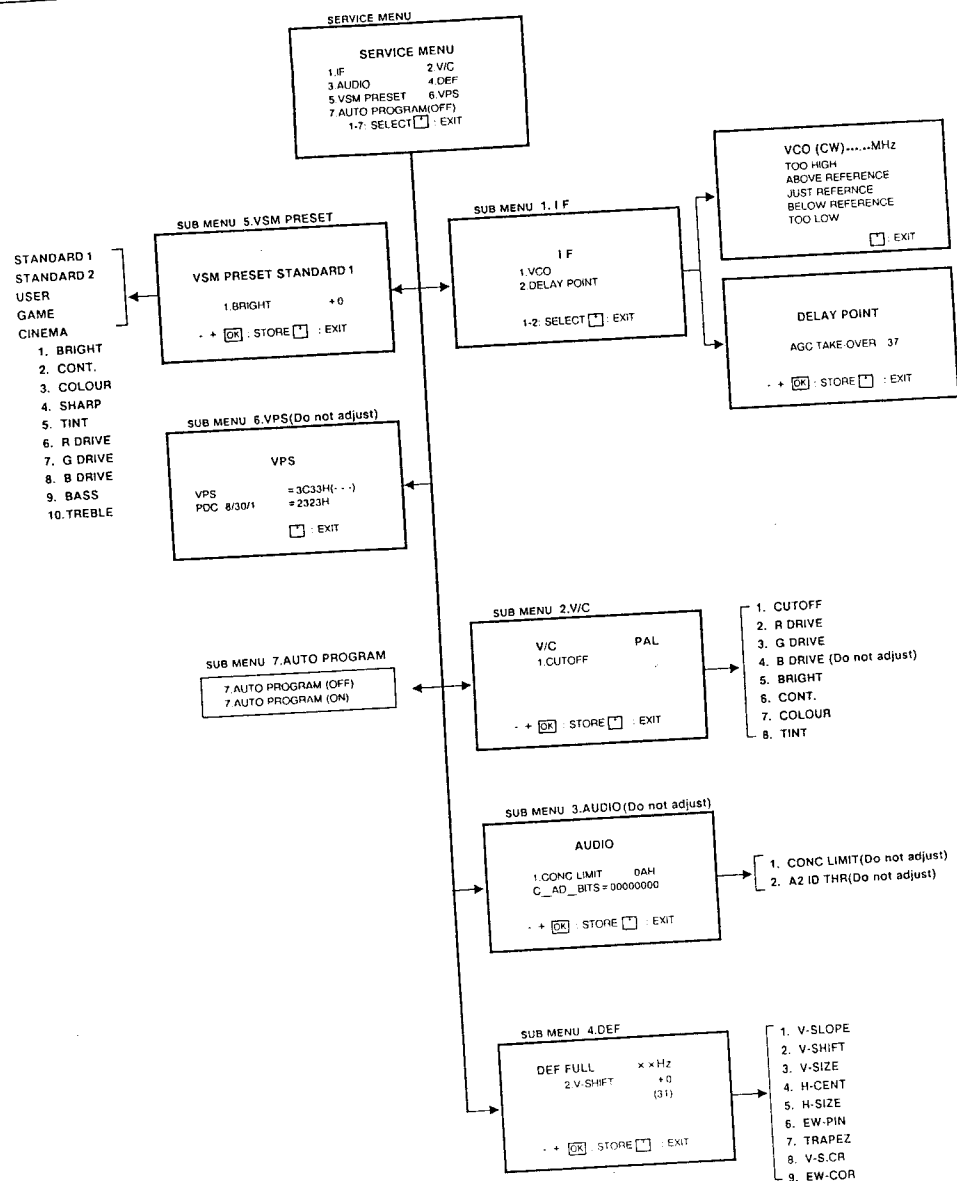 SERVICE MENU
SERVICE MENU
1.IF 2.V/C
3.AUDIO 4.DEF
5.VSM PRESET 6.VPS
7.AUTO PROGRAM(OFF)
1-7: SELECT : EXIT
VCO (CW)......MHz
TOO HIGH
ABOVE REFERENCE
JUST REFERNCE
BELOW REFERENCE
TOO LOW
: EXIT
SUB MENU 5.VSM PRESET
VSM PRESET STANDARD 1
1.BRIGHT +0
- + OK : STORE : EXIT
STANDARD 1
STANDARD 2
USER
GAME
CINEMA
1. BRIGHT
2. CONT.
3. COLOUR
4. SHARP
5. TINT
6. R DRIVE
7. G DRIVE
8. B DRIVE
9. BASS
10.TREBLE
SUB MENU 1. I F
I F
1.VCO
2.DELAY POINT
1-2: SELECT : EXIT
DELAY POINT
AGC TAKE-OVER 37
- + OK : STORE : EXIT
SUB MENU 6.VPS(Do not adjust)
VPS
VPS =3C33H(- - -)
PDC 8/30/1 =2323H
: EXIT
SUB MENU 2.V/C
V/C PAL
1.CUTOFF
- + OK : STORE : EXIT
1. CUTOFF
2. R DRIVE
3. G DRIVE
4. B DRIVE (Do not adjust)
5. BRIGHT
6. CONT.
7. COLOUR
8. TINT
SUB MENU 7.AUTO PROGRAM
7.AUTO PROGRAM (OFF)
7.AUTO PROGRAM (ON)
SUB MENU 3.AUDIO(Do not adjust)
AUDIO
1.CONC LIMIT 0AH
C_AD_BITS=00000000
- + OK : STORE : EXIT
1. CONC LIMIT(Do not adjust)
2. A2 ID THR(Do not adjust)
SUB MENU 4.DEF
DEF FULL ××Hz
2.V-SHIFT +0
(31)
- + OK : STORE : EXIT
1. V-SLOPE
2. V-SHIFT
3. V-SIZE
4. H-CENT
5. H-SIZE
6. EW-PIN
7. TRAPEZ
8. V-S.CR
9. EW-COR